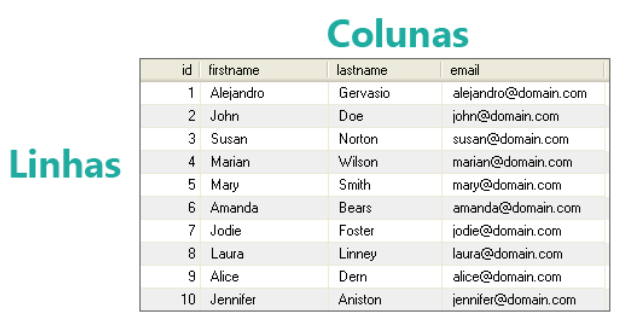 Colunas
id firstname lastname email
1 Alejandro Gervasio alejandro@domain.com
2 John Doe john@domain.com
3 Susan Norton susan@domain.com
Linhas
4 Marian Wilson marian@domain.com
5 Mary Smith mary@domain.com
6 Amanda Bears amanda@domain.com
7 Jodie Foster jodie@domain.com
8 Laura Linney laura@domain.com
9 Alice Dern alice@domain.com
10 Jennifer Aniston jennifer@domain.com